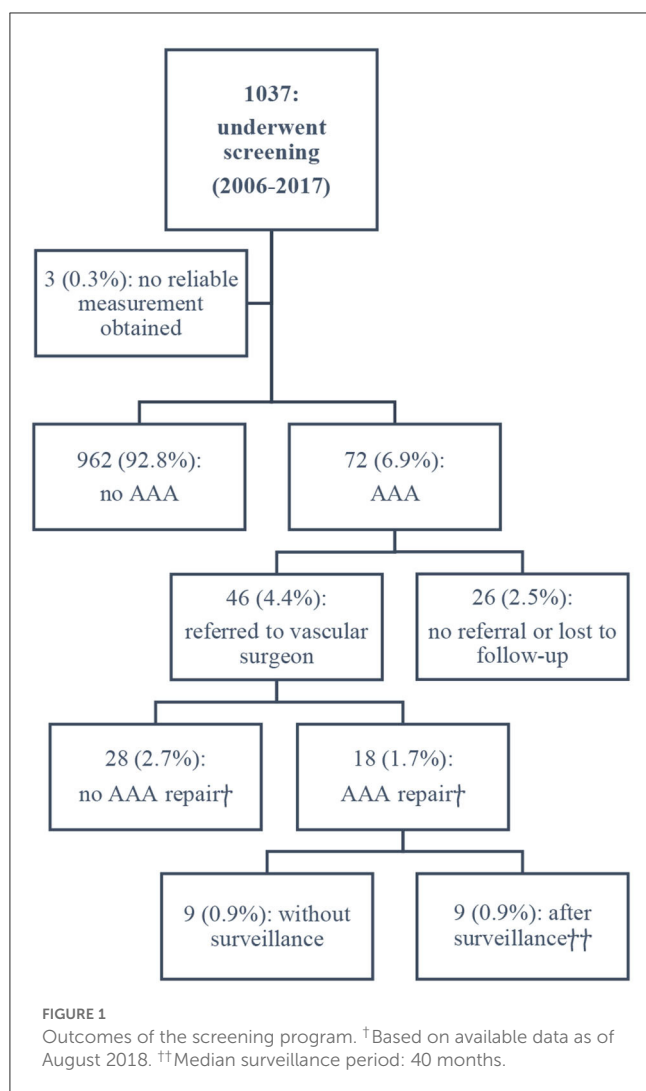 1037:
underwent
screening
(2006-2017)
3 (0.3%): no reliable
measurement
obtained
962 (92.8%):
no AAA
72 (6.9%):
AAA
46 (4.4%):
referred to vascular
surgeon
26 (2.5%):
no referral or lost to
follow-up
28 (2.7%):
no AAA repair†
18 (1.7%):
AAA repair†
9 (0.9%): without
surveillance
9 (0.9%): after
surveillance††
FIGURE 1
Outcomes of the screening program. †Based on available data as of
August 2018. ††Median surveillance period: 40 months.